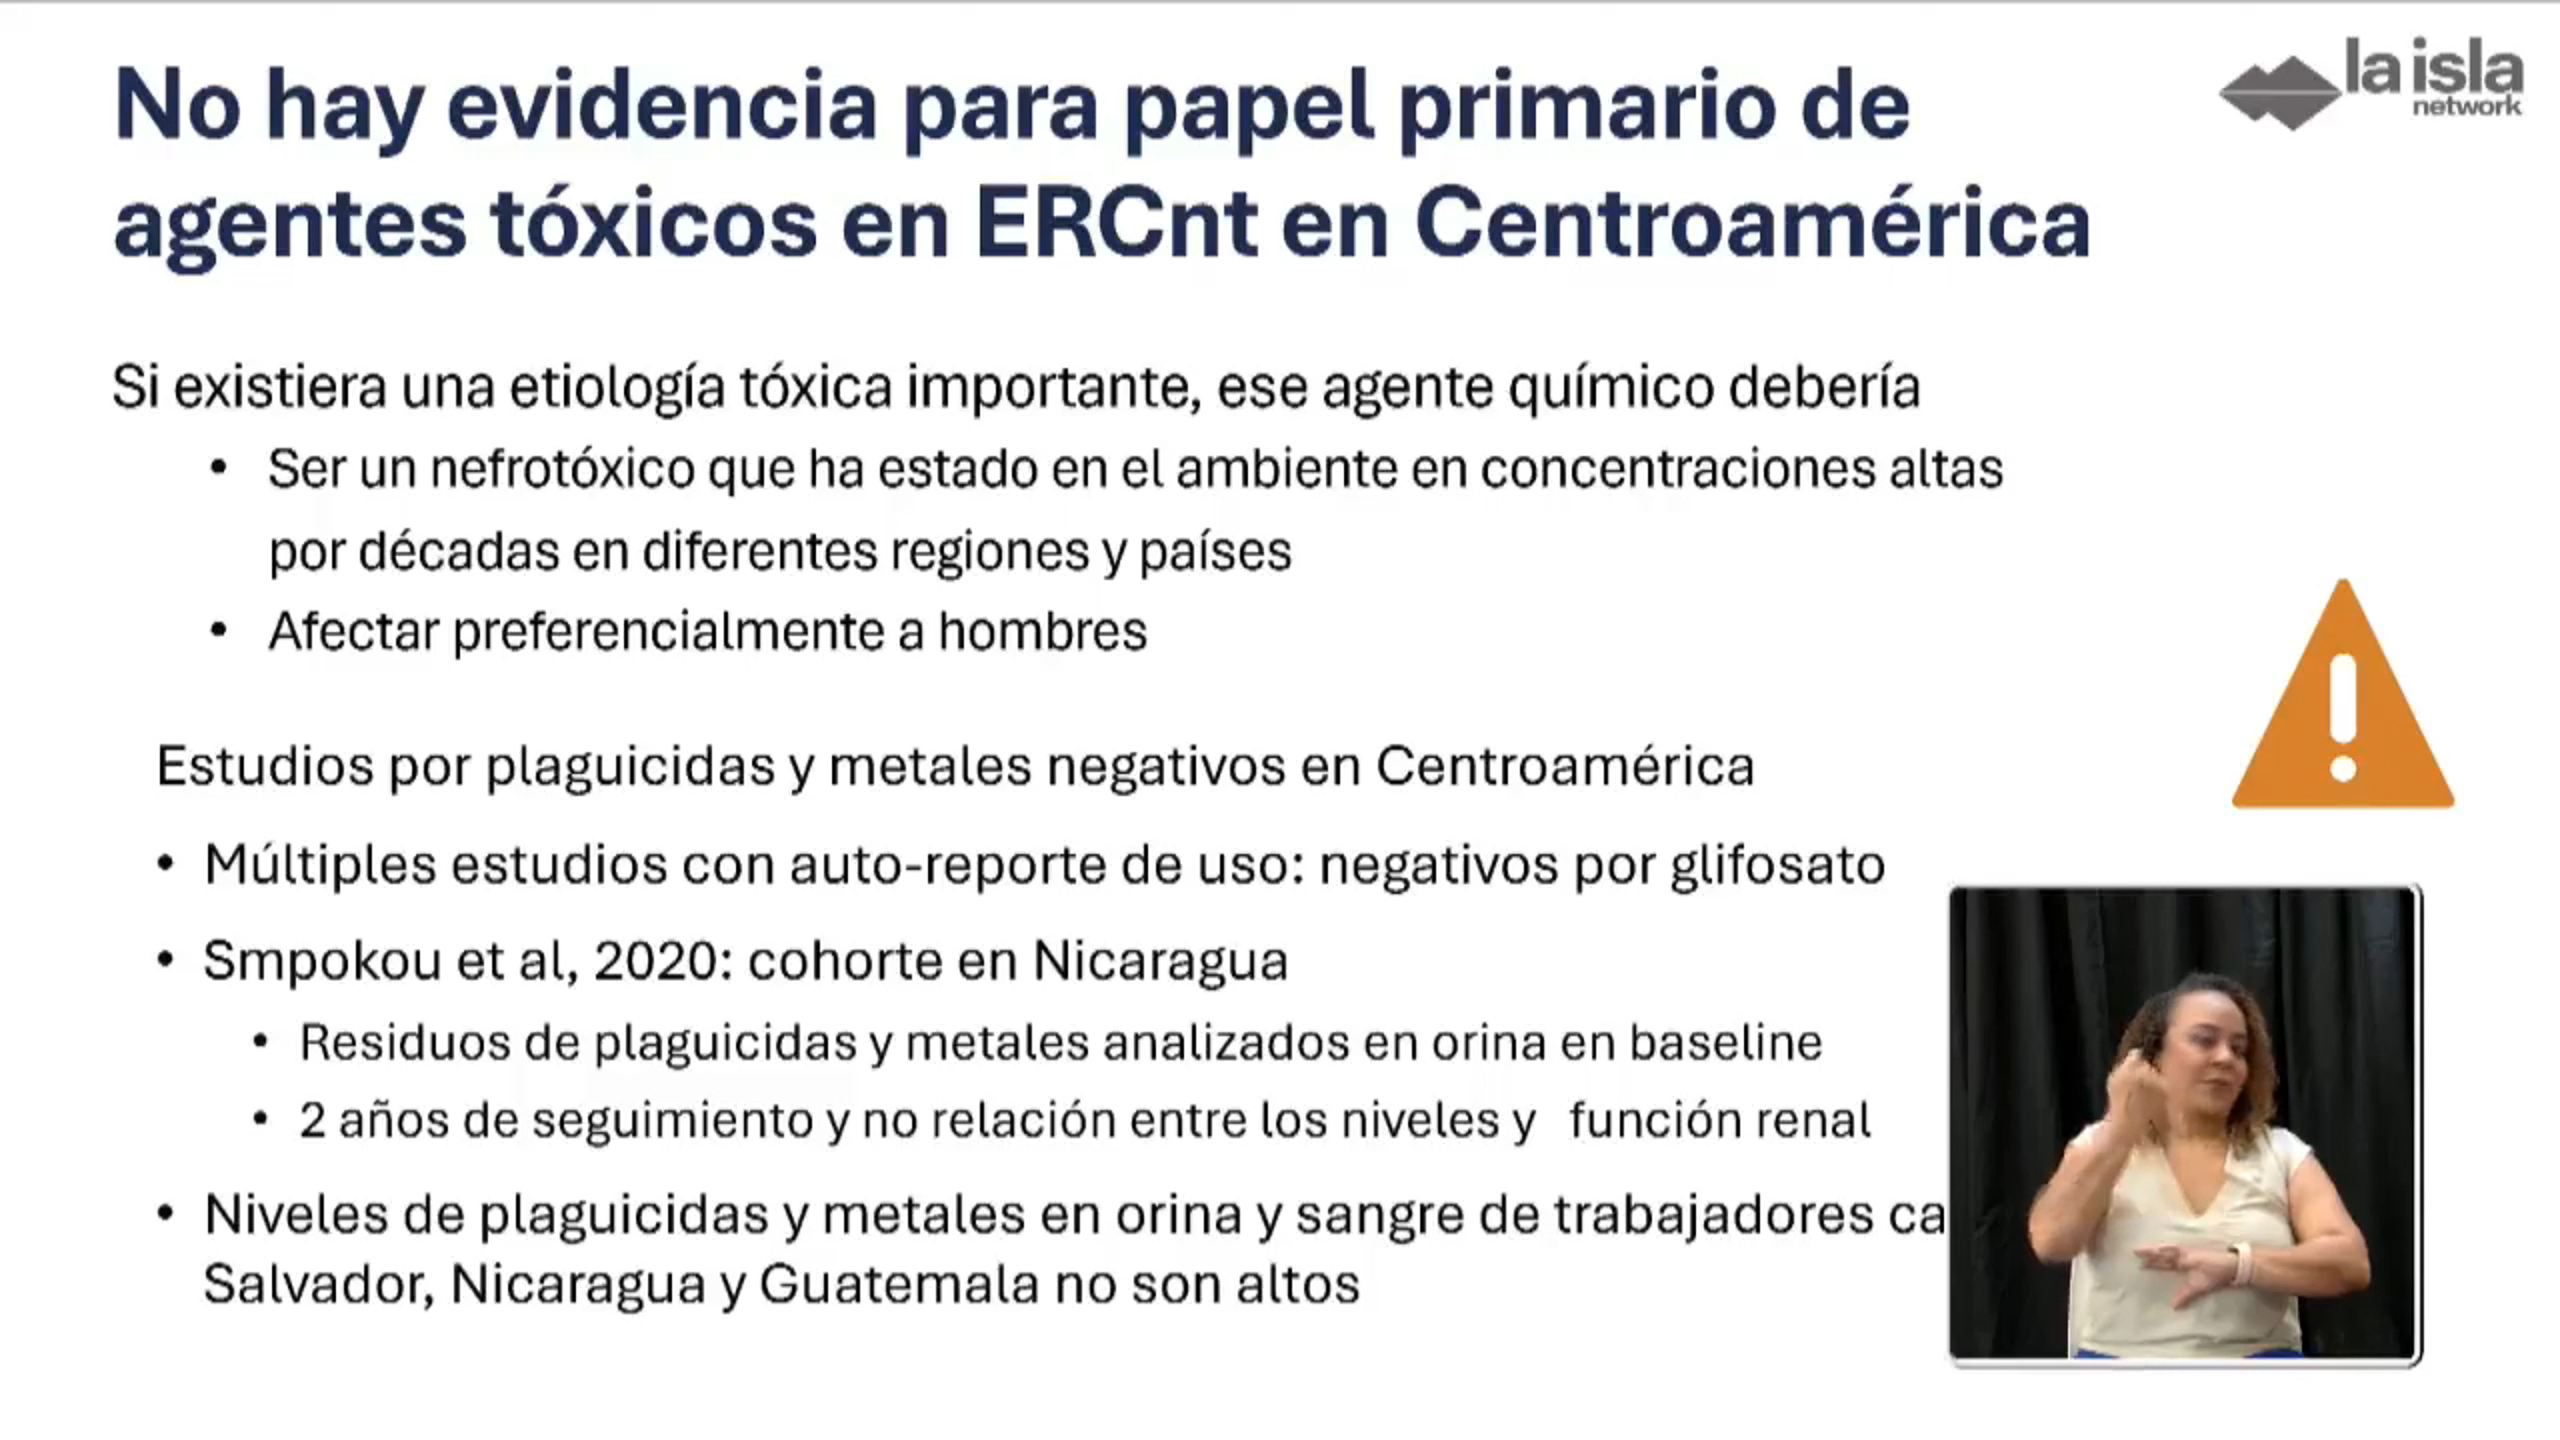 No hay evidencia para papel primario de
agentes tóxicos en ERCnt en Centroamérica
la isla
network
Si existiera una etiología tóxica importante, ese agente químico debería
• Ser un nefrotóxico que ha estado en el ambiente en concentraciones altas
por décadas en diferentes regiones y países
• Afectar preferencialmente a hombres
Estudios por plaguicidas y metales negativos en Centroamérica
• Múltiples estudios con auto-reporte de uso: negativos por glifosato
• Smpokou et al, 2020: cohorte en Nicaragua
• Residuos de plaguicidas y metales analizados en orina en baseline
• 2 años de seguimiento y no relación entre los niveles y función renal
• Niveles de plaguicidas y metales en orina y sangre de trabajadores
Salvador, Nicaragua y Guatemala no son altos